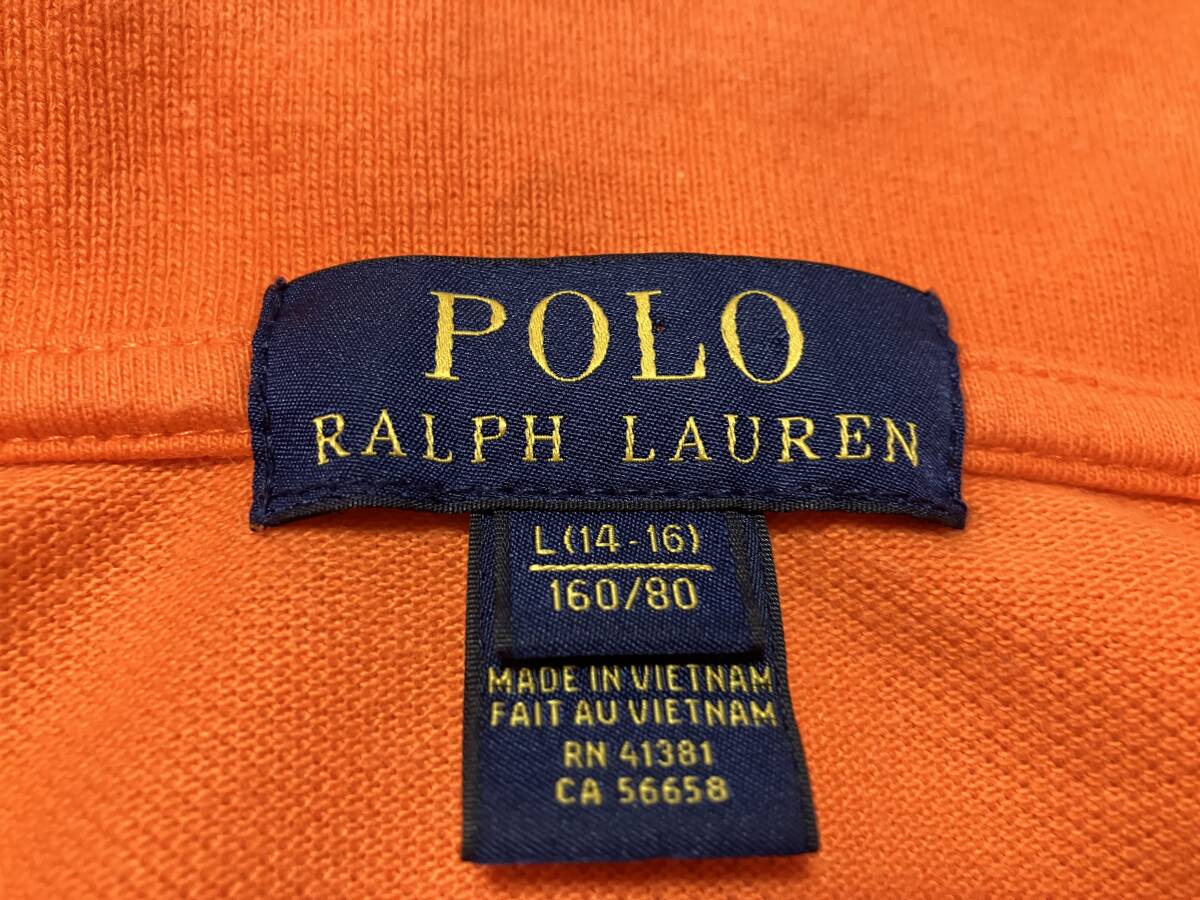 POLO
RALPH LAUREN
L(14-16)
160/80
MADE IN VIETNAM
FAIT AU VIETNAM
RN 41381
CA 56658